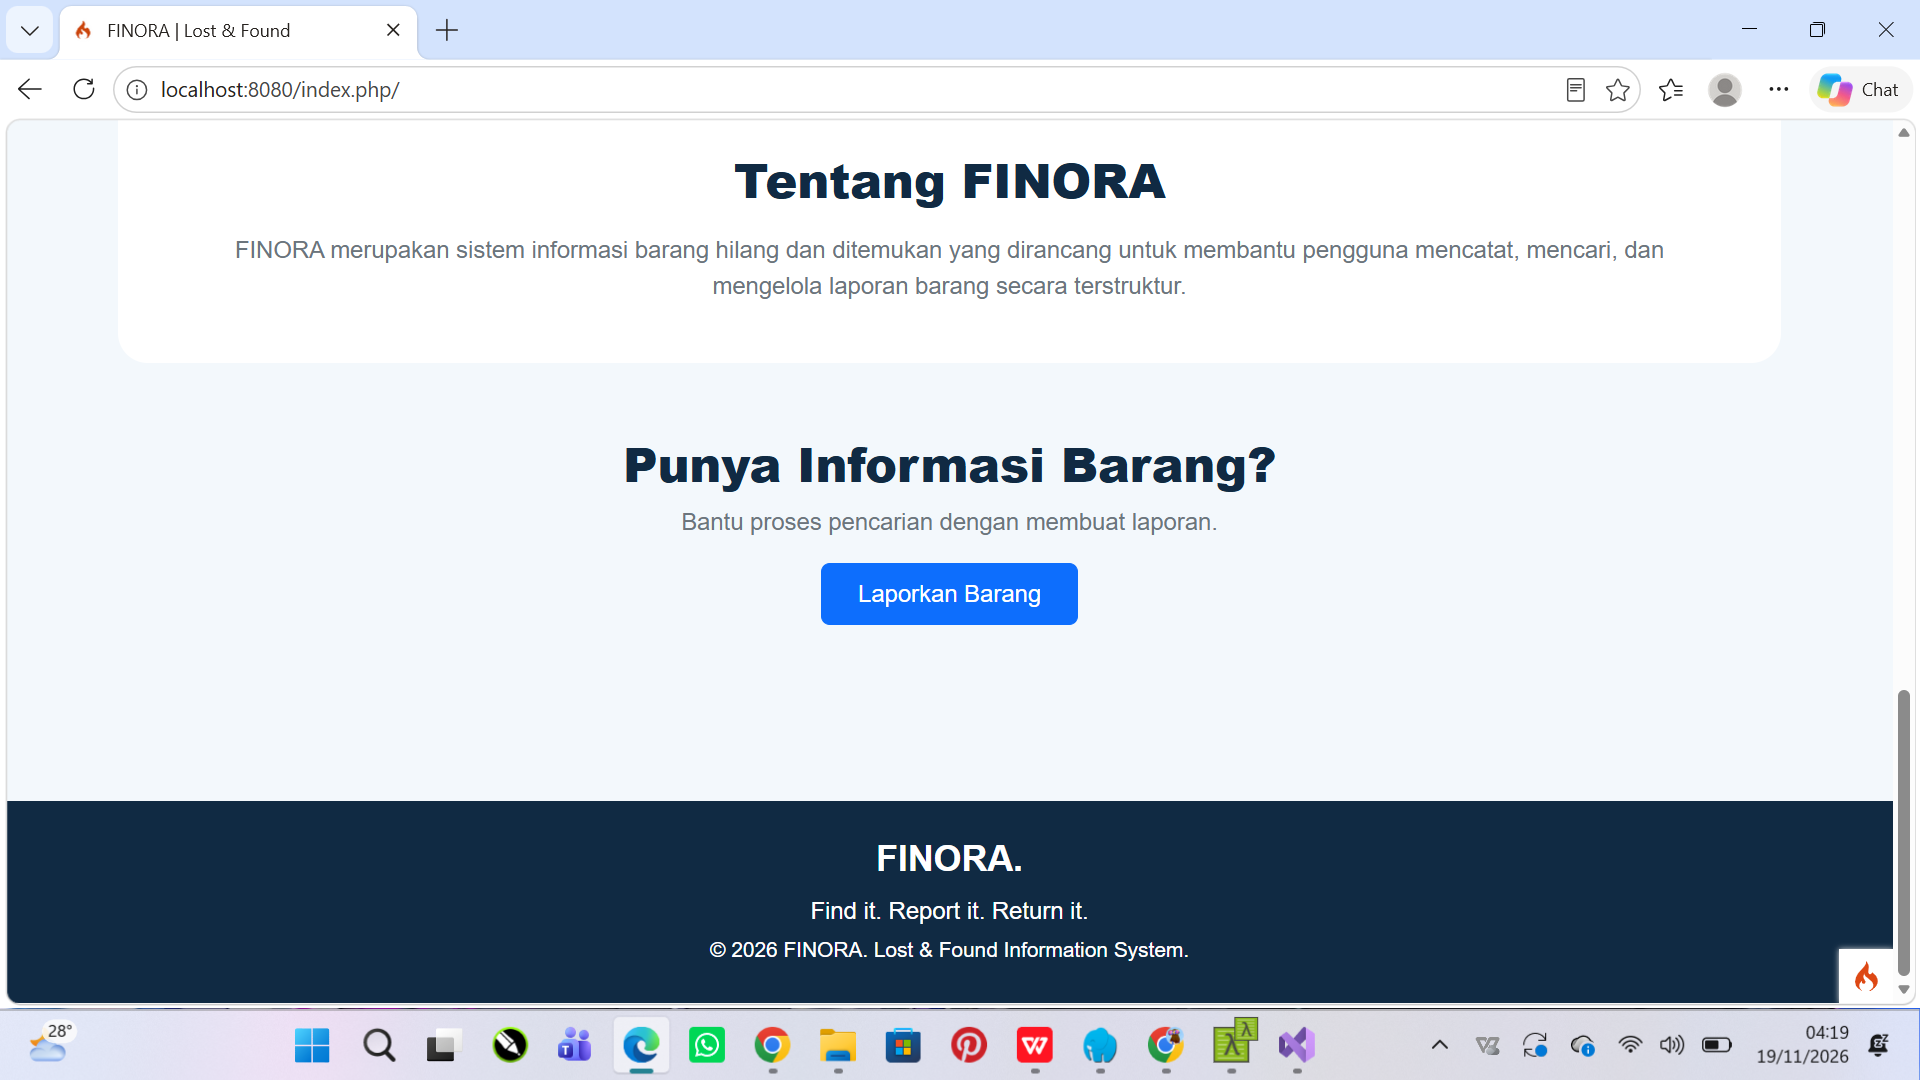 FINORA | Lost & Found
localhost:8080/index.php/
Chat
Tentang FINORA
FINORA merupakan sistem informasi barang hilang dan ditemukan yang dirancang untuk membantu pengguna mencatat, mencari, dan
mengelola laporan barang secara terstruktur.
Punya Informasi Barang?
Bantu proses pencarian dengan membuat laporan.
Laporkan Barang
FINORA.
Find it. Report it. Return it.
© 2026 FINORA. Lost & Found Information System.
28°
04:19
19/11/2026